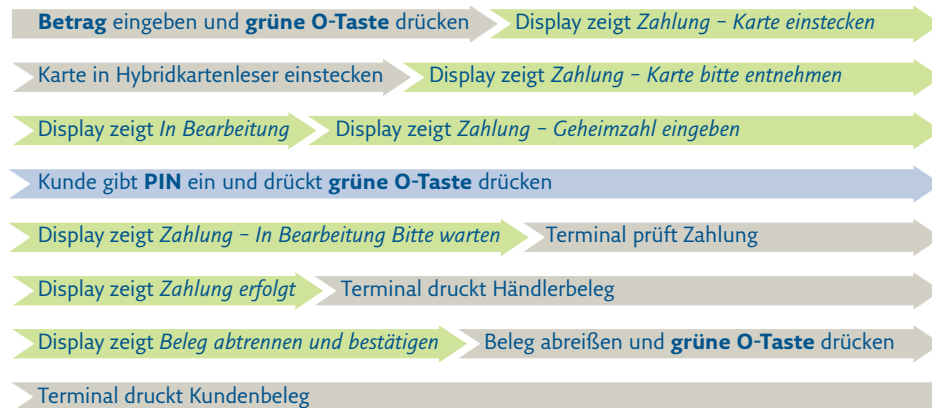 Betrag eingeben und grüne O-Taste drücken Display zeigt Zahlung – Karte einstecken
Karte in Hybridkartenleser einstecken Display zeigt Zahlung – Karte bitte entnehmen
Display zeigt In Bearbeitung Display zeigt Zahlung – Geheimzahl eingeben
Kunde gibt PIN ein und drückt grüne O-Taste drücken
Display zeigt Zahlung – In Bearbeitung Bitte warten Terminal prüft Zahlung
Display zeigt Zahlung erfolgt Terminal druckt Händlerbeleg
Display zeigt Beleg abtrennen und bestätigen Beleg abreißen und grüne O-Taste drücken
Terminal druckt Kundenbeleg